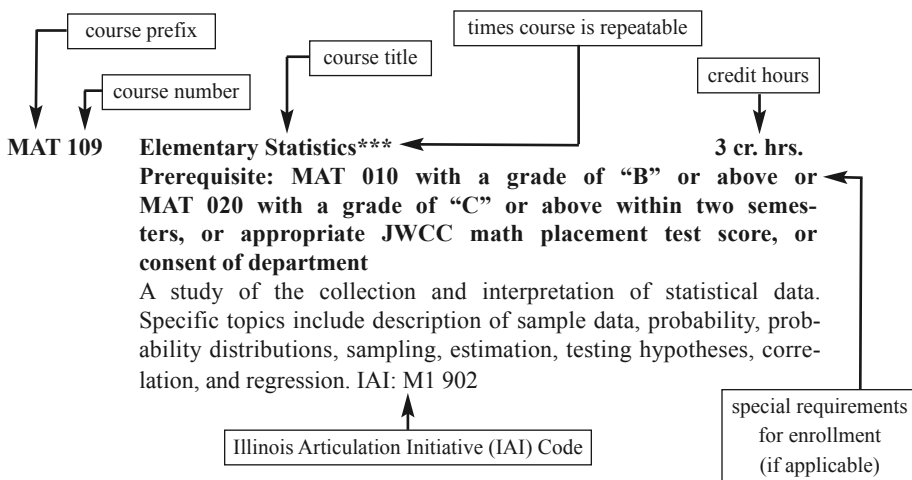 course prefix
times course is repeatable
course title
credit hours
course number
MAT 109 Elementary Statistics*** 3 cr. hrs.
Prerequisite: MAT 010 with a grade of “B” or above or
MAT 020 with a grade of “C” or above within two semes-
ters, or appropriate JWCC math placement test score, or
consent of department
A study of the collection and interpretation of statistical data.
Specific topics include description of sample data, probability, prob-
ability distributions, sampling, estimation, testing hypotheses, corre-
lation, and regression. IAI: M1 902
Illinois Articulation Initiative (IAI) Code
special requirements
for enrollment
(if applicable)